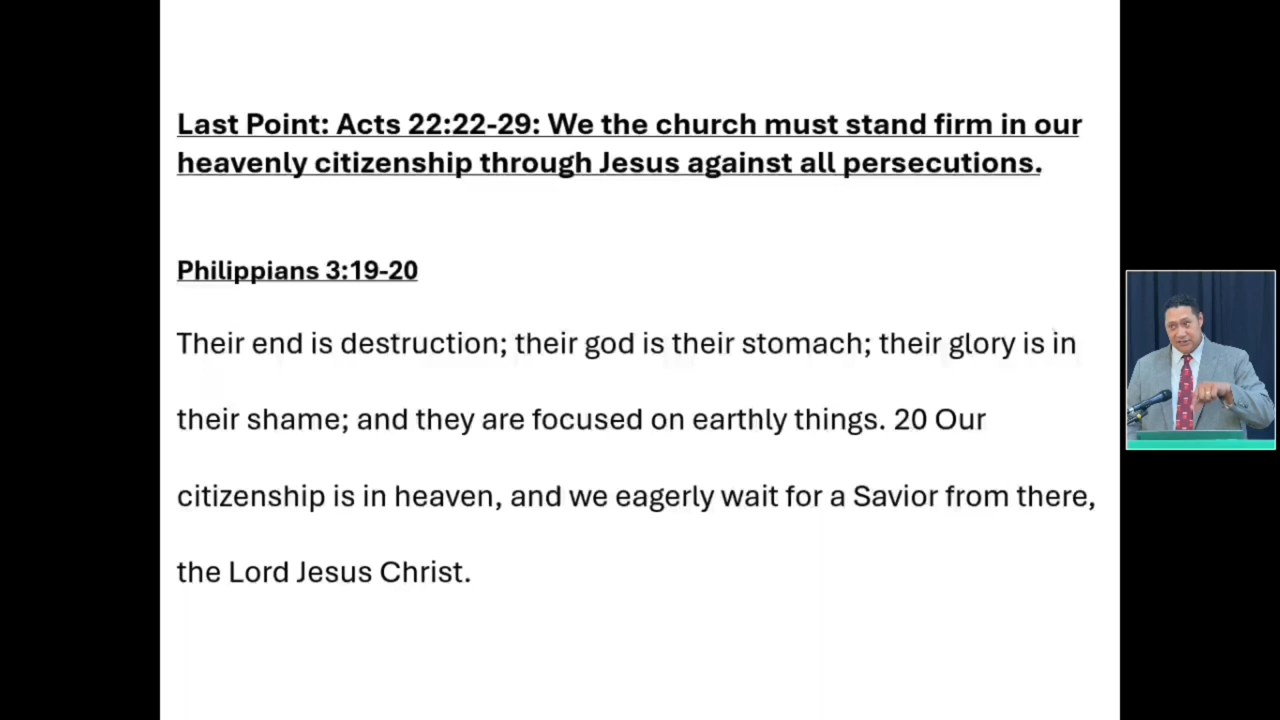 Last Point: Acts 22:22-29: We the church must stand firm in our
heavenly citizenship through Jesus against all persecutions.
Philippians 3:19-20
Their end is destruction; their god is their stomach; their glory is in
their shame; and they are focused on earthly things. 20 Our
citizenship is in heaven, and we eagerly wait for a Savior from there,
the Lord Jesus Christ.